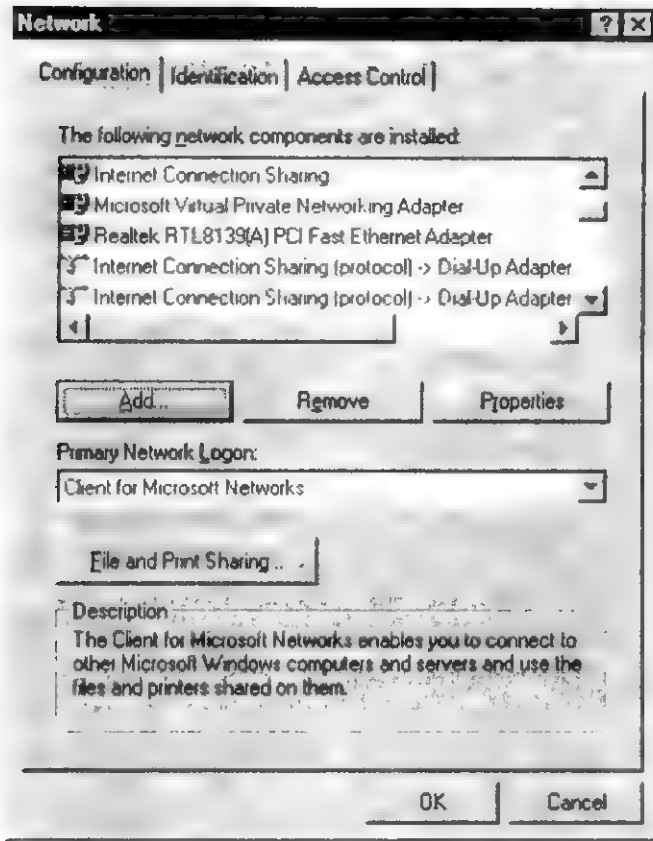 Network
Configuration Identification Access Control
The following network components are installed:
Internet Connection Sharing
Microsoft Virtual Private Networking Adapter
Realtek RTL8139(A) PCI Fast Ethernet Adapter
Internet Connection Sharing (protocol) -> Dial-Up Adapter
Internet Connection Sharing (protocol) -> Dial-Up Adapter
Add... Remove Properties
Primary Network Logon:
Client for Microsoft Networks
File and Print Sharing...
Description
The Client for Microsoft Networks enables you to connect to
other Microsoft Windows computers and servers and use the
files and printers shared on them.
OK Cancel